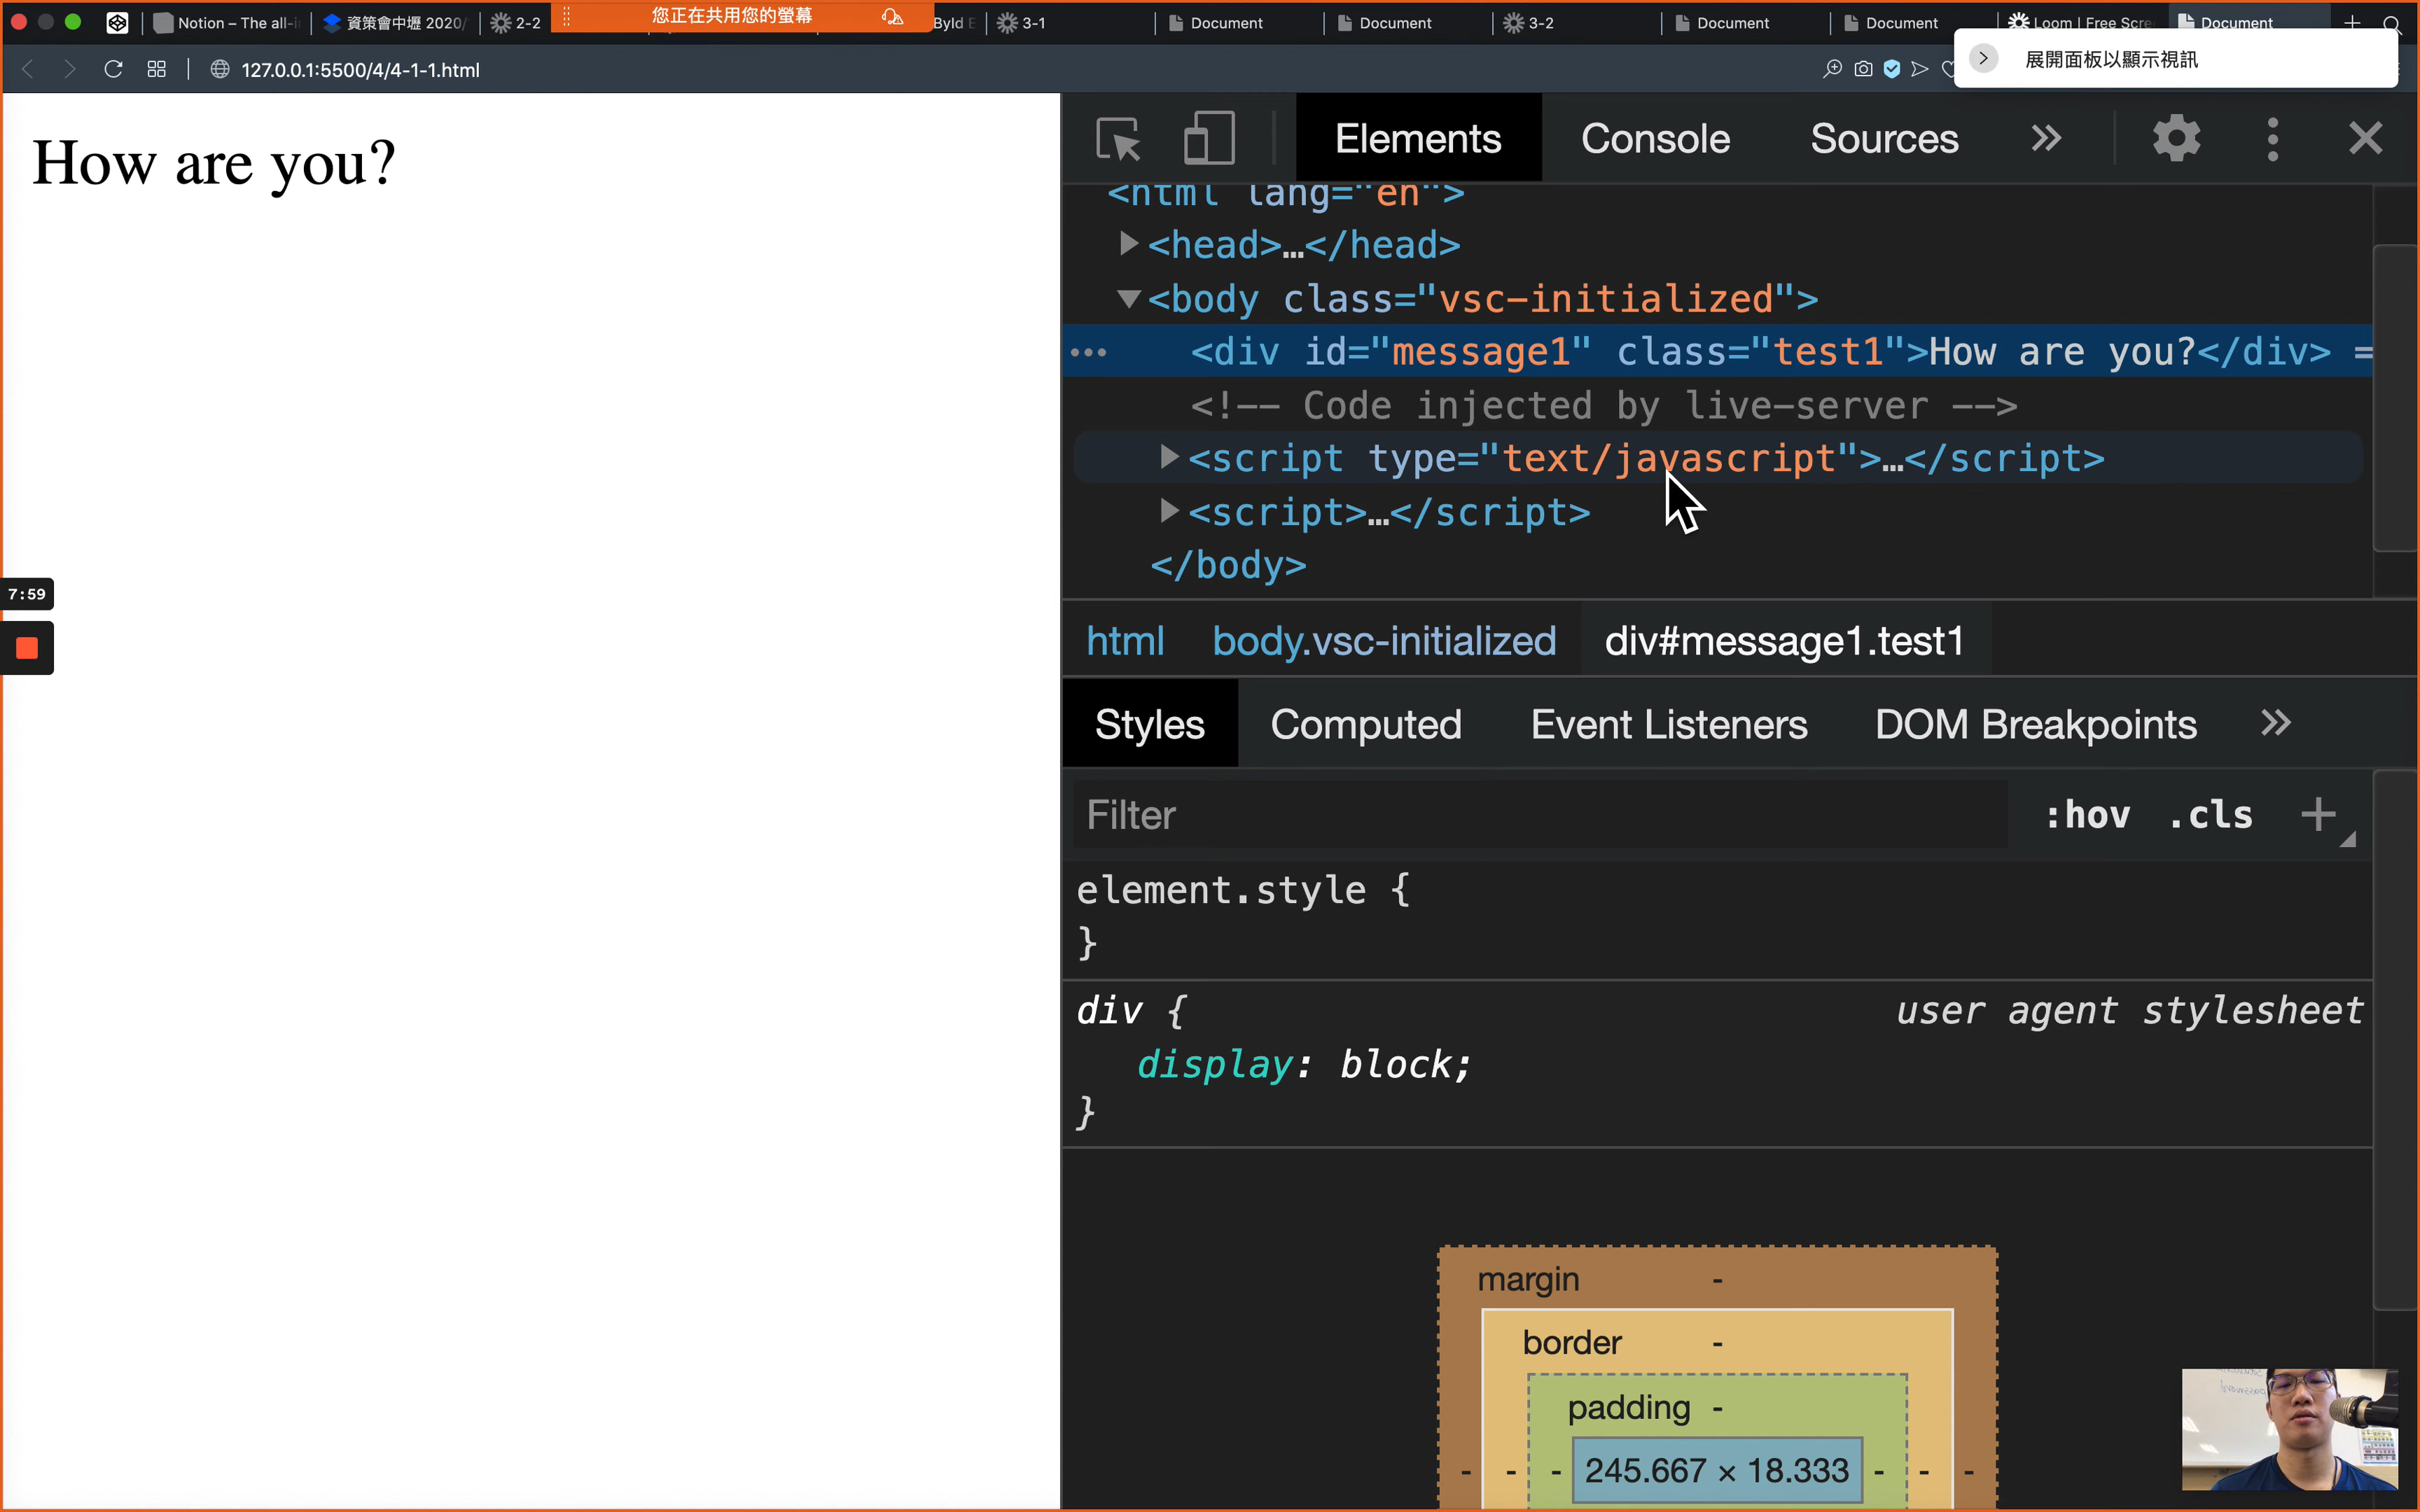 Notion – The all-i
資策會中壢 2020/
2-2
您正在共用您的螢幕
ById E
3-1
Document
Document
3-2
Document
Document
Loom | Free Scre
Document
127.0.0.1:5500/4/4-1-1.html
展開面板以顯示視訊
How are you?
Elements Console Sources
<html lang="en">
<head>…</head>
<body class="vsc-initialized">
<div id="message1" class="test1">How are you?</div> =
<!-- Code injected by live-server -->
<script type="text/javascript">…</script>
<script>…</script>
</body>
7:59
html body.vsc-initialized div#message1.test1
Styles Computed Event Listeners DOM Breakpoints
Filter :hov .cls
element.style {
}
div { user agent stylesheet
display: block;
}
margin -
border -
padding -
- - - 245.667 × 18.333 - - -